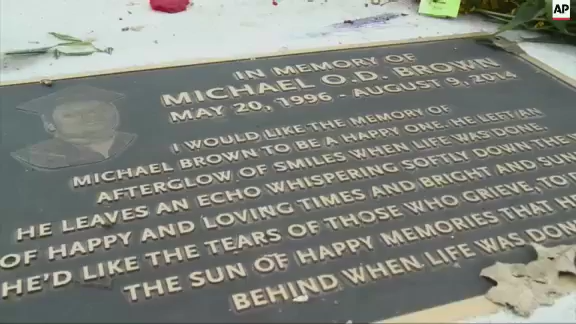 AP
IN MEMORY OF
MICHAEL O.D. BROWN
MAY 20, 1996 - AUGUST 9, 2014
I WOULD LIKE THE MEMORY OF
MICHAEL BROWN TO BE A HAPPY ONE. HE LEFT AN
AFTERGLOW OF SMILES WHEN LIFE WAS DONE.
HE LEAVES AN ECHO WHISPERING SOFTLY DOWN THE
OF HAPPY AND LOVING TIMES AND BRIGHT AND
HE'D LIKE THE TEARS OF THOSE WHO GRIEVE, TO
THE SUN OF HAPPY MEMORIES THAT HE
BEHIND WHEN LIFE WAS